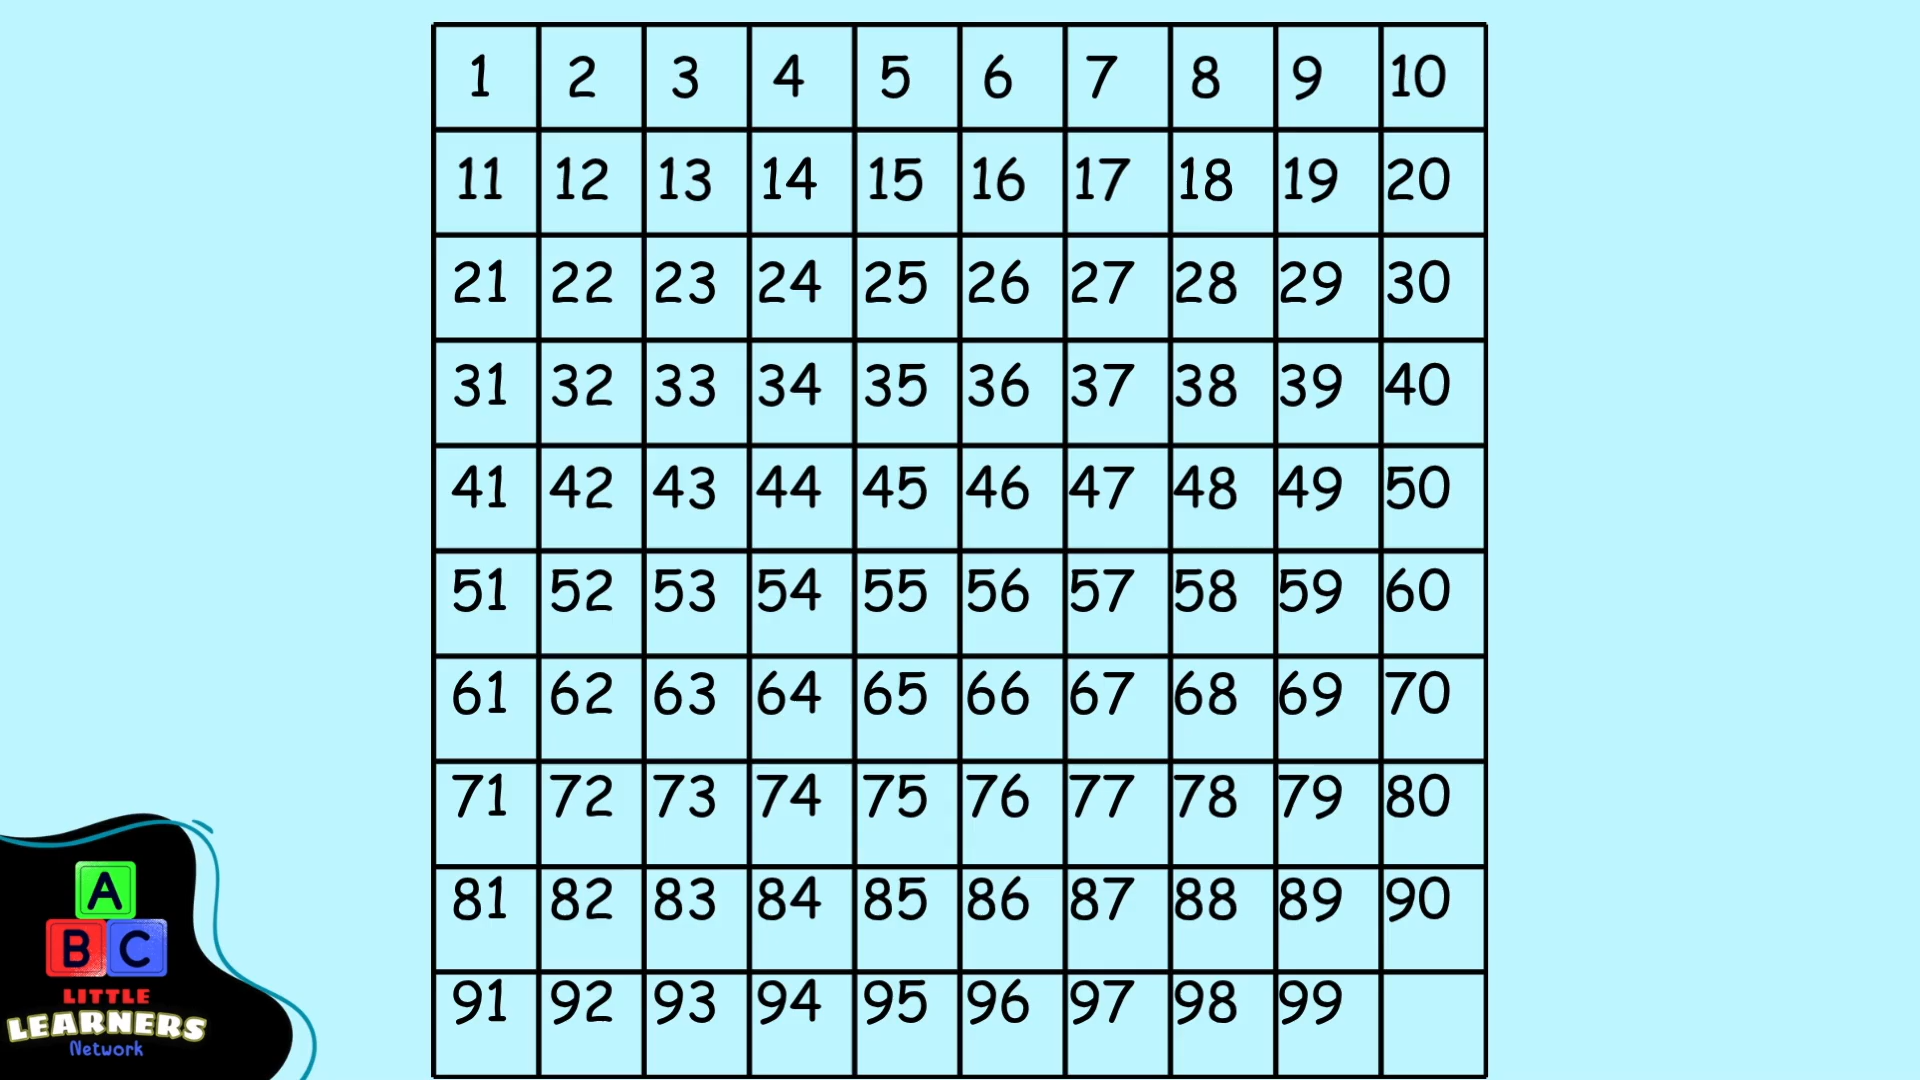 1 2 3 4 5 6 7 8 9 10
11 12 13 14 15 16 17 18 19 20
21 22 23 24 25 26 27 28 29 30
31 32 33 34 35 36 37 38 39 40
41 42 43 44 45 46 47 48 49 50
51 52 53 54 55 56 57 58 59 60
61 62 63 64 65 66 67 68 69 70
71 72 73 74 75 76 77 78 79 80
81 82 83 84 85 86 87 88 89 90
91 92 93 94 95 96 97 98 99
A
B C
LITTLE
LEARNERS
Network